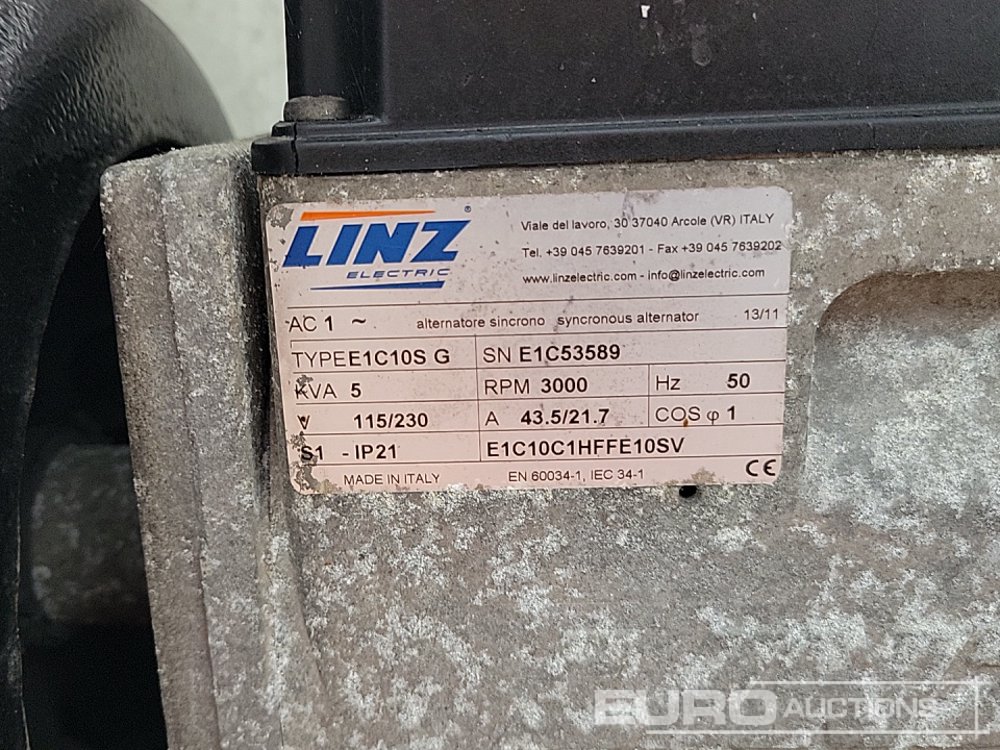 LINZ®
ELECTRIC
Viale del lavoro, 30 37040 Arcole (VR) ITALY
Tel. +39 045 7639201 - Fax +39 045 7639202
www.linzelectric.com - info@linzelectric.com
AC 1 ~ alternatore sincrono syncronous alternator 13/11
TYPE E1C10S G SN E1C53589
KVA 5 RPM 3000 Hz 50
V 115/230 A 43.5/21.7 COS φ 1
S1 - IP21 E1C10C1HFFE10SV
MADE IN ITALY EN 60034-1, IEC 34-1 CE
EURO AUCTIONS